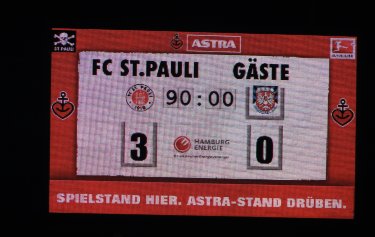 ST. PAULI
ASTRA
FC ST.PAULI GÄSTE
90:00
3 0
HAMBURG
ENERGIE
SPIELSTAND HIER. ASTRA-STAND DRÜBEN.